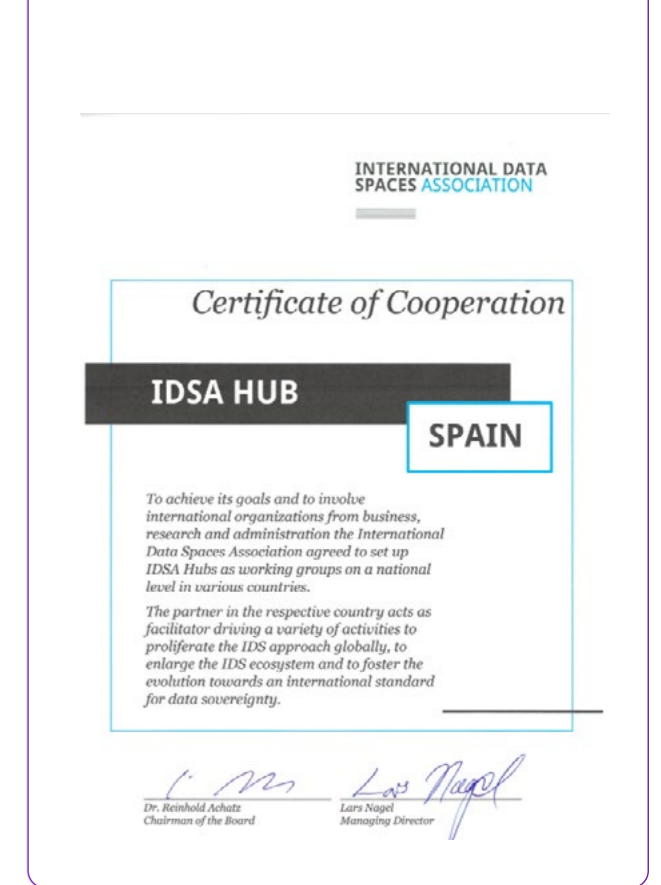 INTERNATIONAL DATA
SPACES ASSOCIATION
Certificate of Cooperation
IDSA HUB
SPAIN
To achieve its goals and to involve
international organizations from business,
research and administration the International
Data Spaces Association agreed to set up
IDSA Hubs as working groups on a national
level in various countries.
The partner in the respective country acts as
facilitator driving a variety of activities to
proliferate the IDS approach globally, to
enlarge the IDS ecosystem and to foster the
evolution towards an international standard
for data sovereignty.
Lars Nagel
Dr. Reinhold Achatz
Chairman of the Board
Lars Nagel
Managing Director